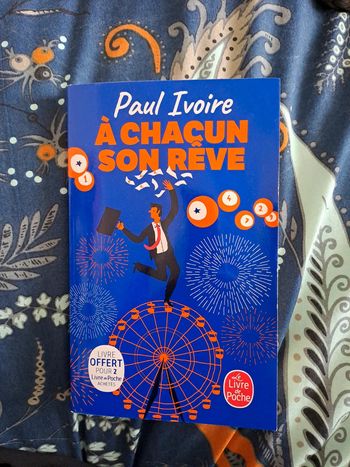 Paul Ivoire
À CHACUN
SON RÊVE
LIVRE
OFFERT
POUR 2
Livre de Poche
ACHETÉS
Le Livre
de Poche